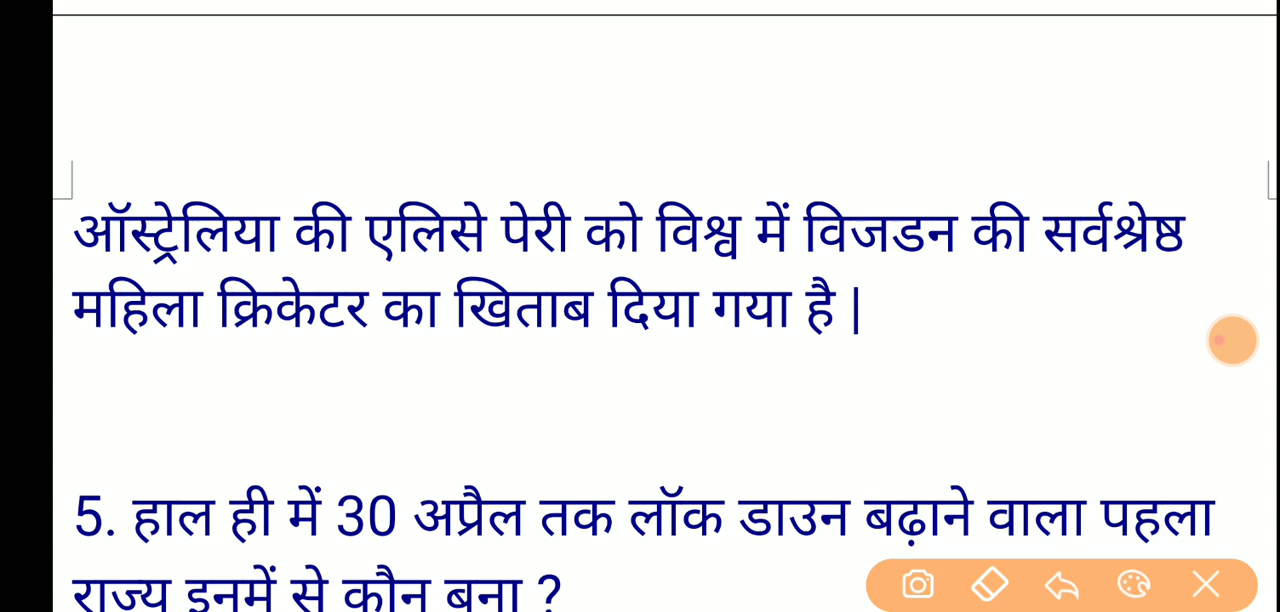 ऑस्ट्रेलिया की एलिसे पेरी को विश्व में विजडन की सर्वश्रेष्ठ
महिला क्रिकेटर का खिताब दिया गया है |
5. हाल ही में 30 अप्रैल तक लॉक डाउन बढ़ाने वाला पहला
राज्य इनमें से कौन बना ?